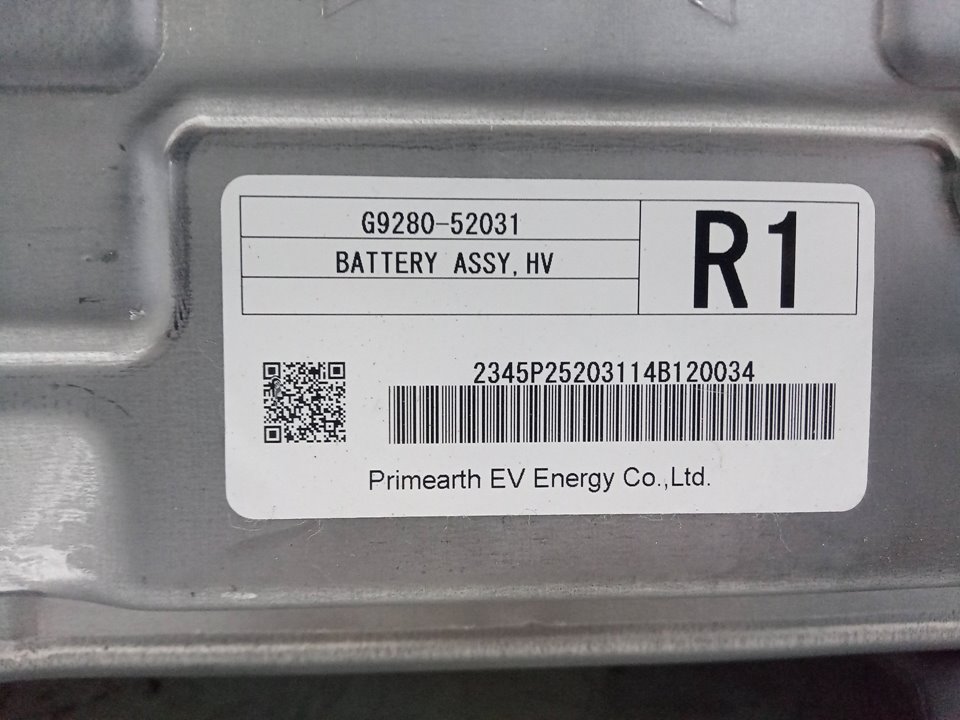 G9280-52031
BATTERY ASSY,HV
R1
2345P25203114B120034
Primearth EV Energy Co.,Ltd.